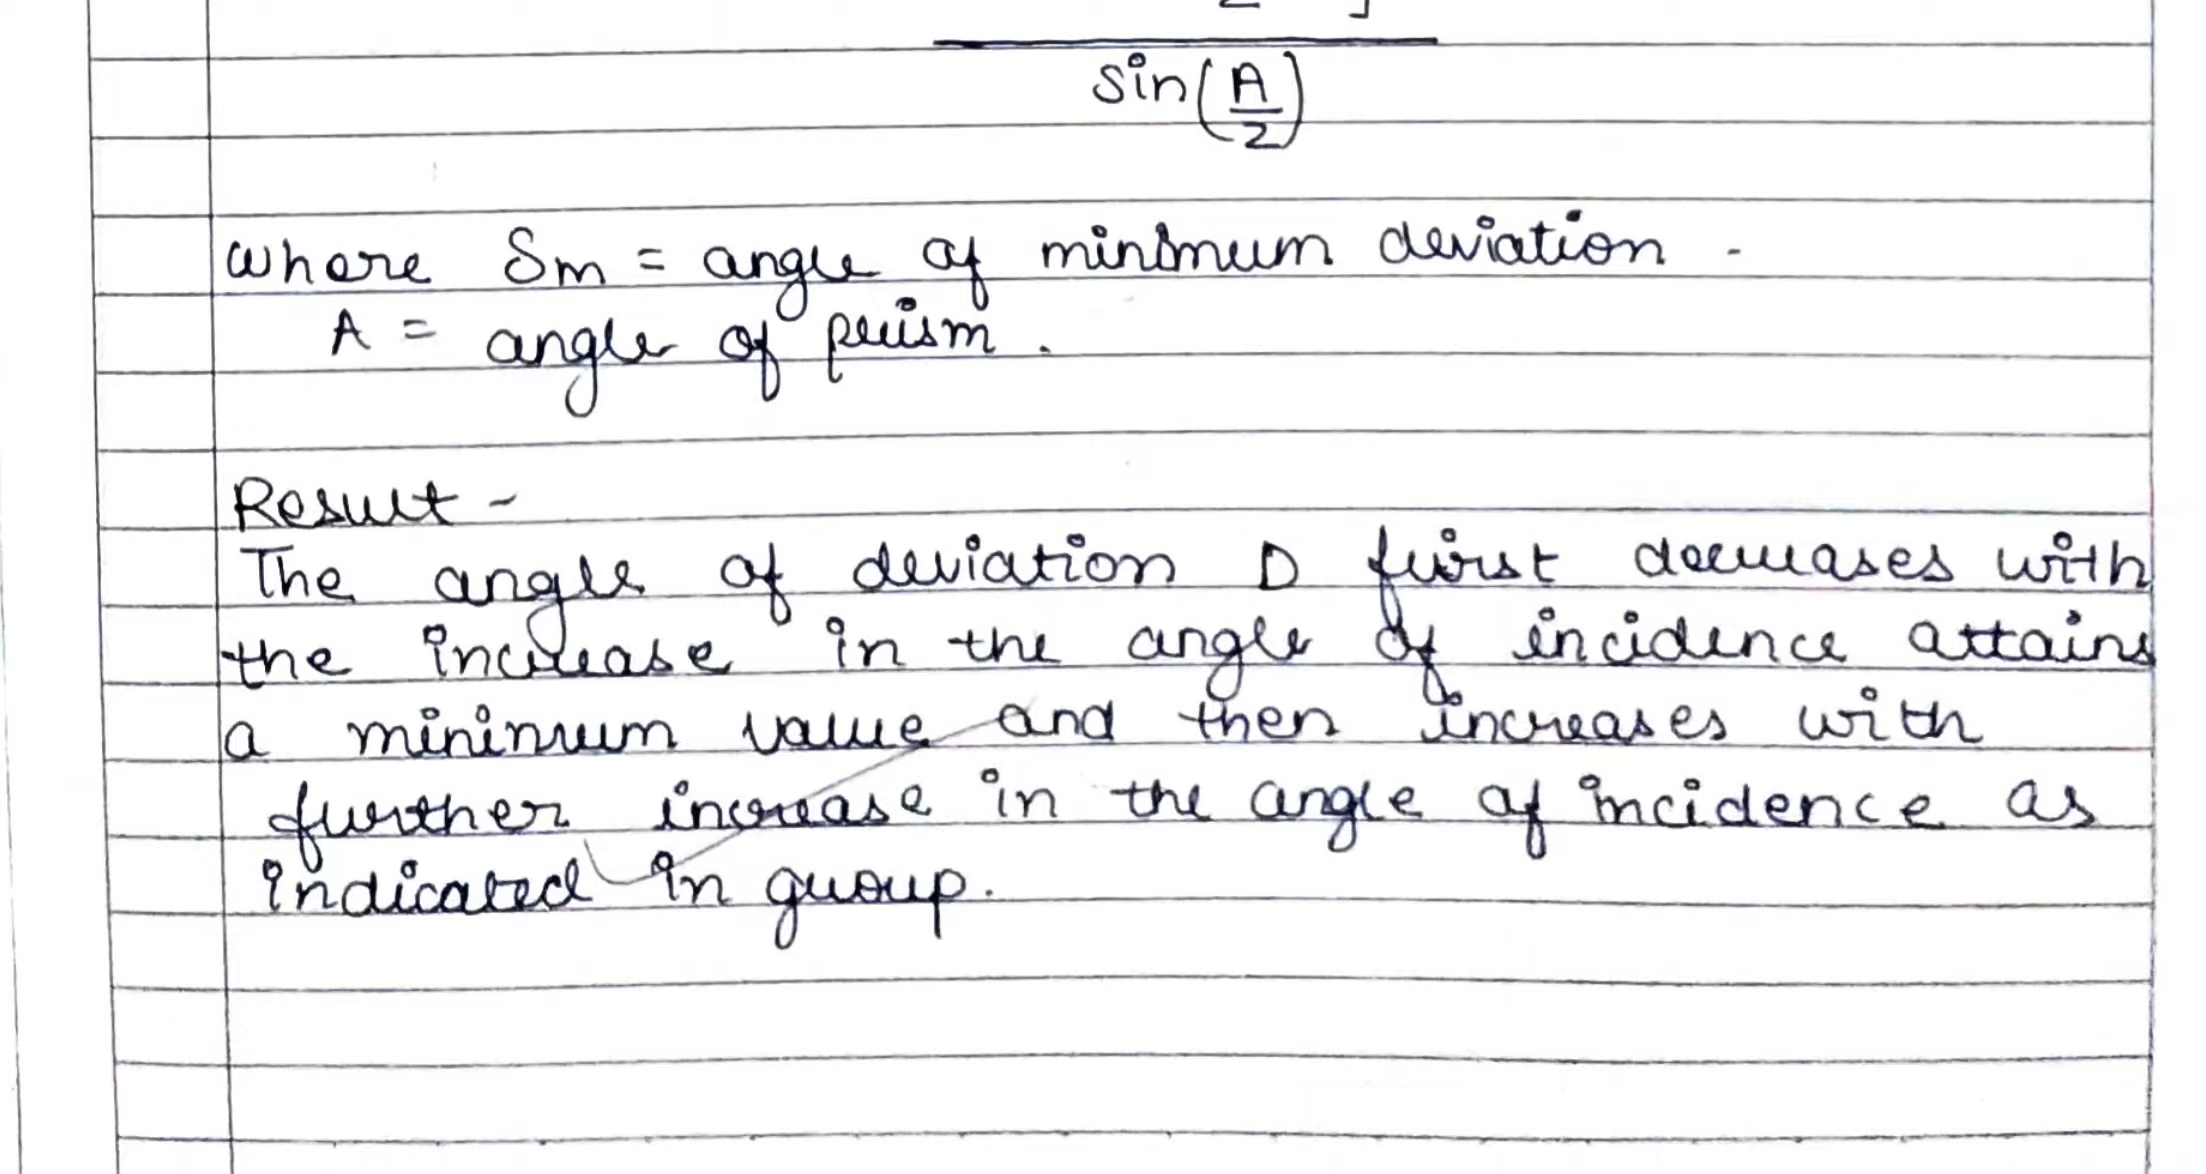 2 ]
sin(A/2)
where δm = angle of minimum deviation -
A = angle of prism .
Result -
The angle of deviation D first decreases with
the increase in the angle of incidence attains
a mininum value and then increases with
further increase in the angle of incidence as
indicated in group.